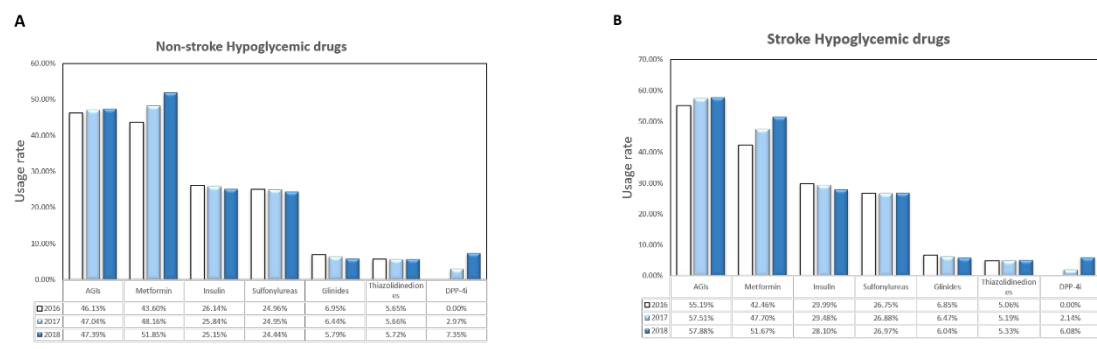 A
Non-stroke Hypoglycemic drugs
60.00%
50.00%
40.00%
30.00%
20.00%
10.00%
0.00%
Usage rate
AGIs Metformin Insulin Sulfonylureas Glinides Thiazolidinedion
es DPP-4i
2016 46.13% 43.60% 26.14% 24.96% 6.95% 5.65% 0.00%
2017 47.04% 48.16% 25.84% 24.95% 6.44% 5.66% 2.97%
2018 47.39% 51.85% 25.15% 24.44% 5.79% 5.72% 7.35%
B
Stroke Hypoglycemic drugs
70.00%
60.00%
50.00%
40.00%
30.00%
20.00%
10.00%
0.00%
Usage rate
AGIs Metformin Insulin Sulfonylureas Glinides Thiazolidinedion
es DPP-4i
2016 55.19% 42.46% 29.99% 26.75% 6.85% 5.06% 0.00%
2017 57.51% 47.70% 29.48% 26.88% 6.47% 5.19% 2.14%
2018 57.88% 51.67% 28.10% 26.97% 6.04% 5.33% 6.08%